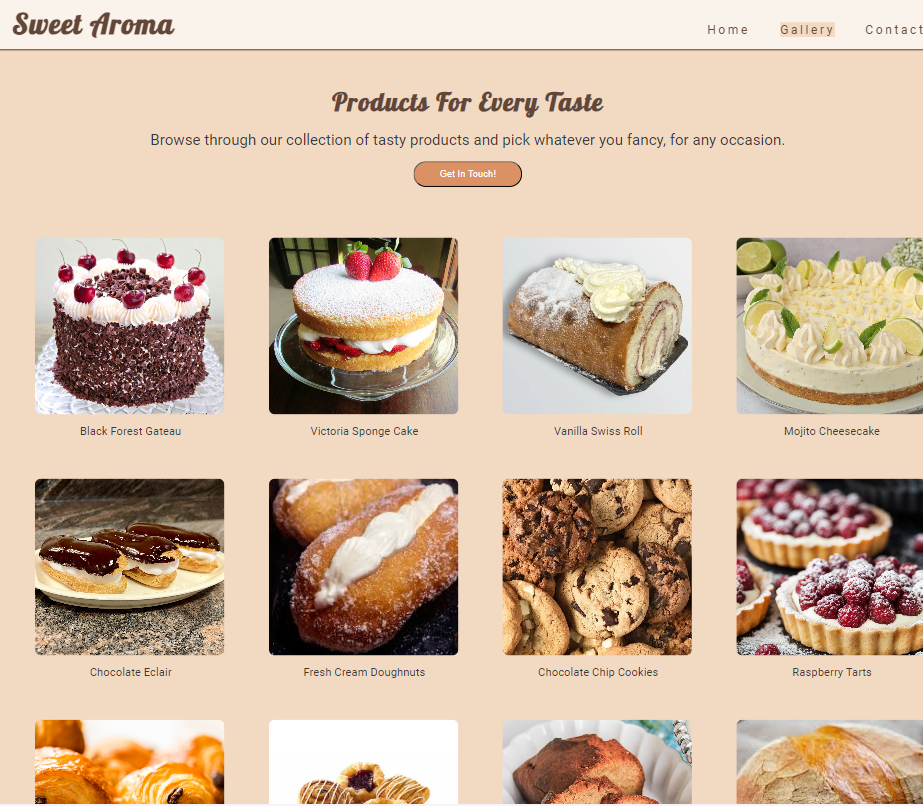 Sweet Aroma
Home Gallery Contact
Products For Every Taste
Browse through our collection of tasty products and pick whatever you fancy, for any occasion.
Get In Touch!
Black Forest Gateau
Victoria Sponge Cake
Vanilla Swiss Roll
Mojito Cheesecake
Chocolate Eclair
Fresh Cream Doughnuts
Chocolate Chip Cookies
Raspberry Tarts